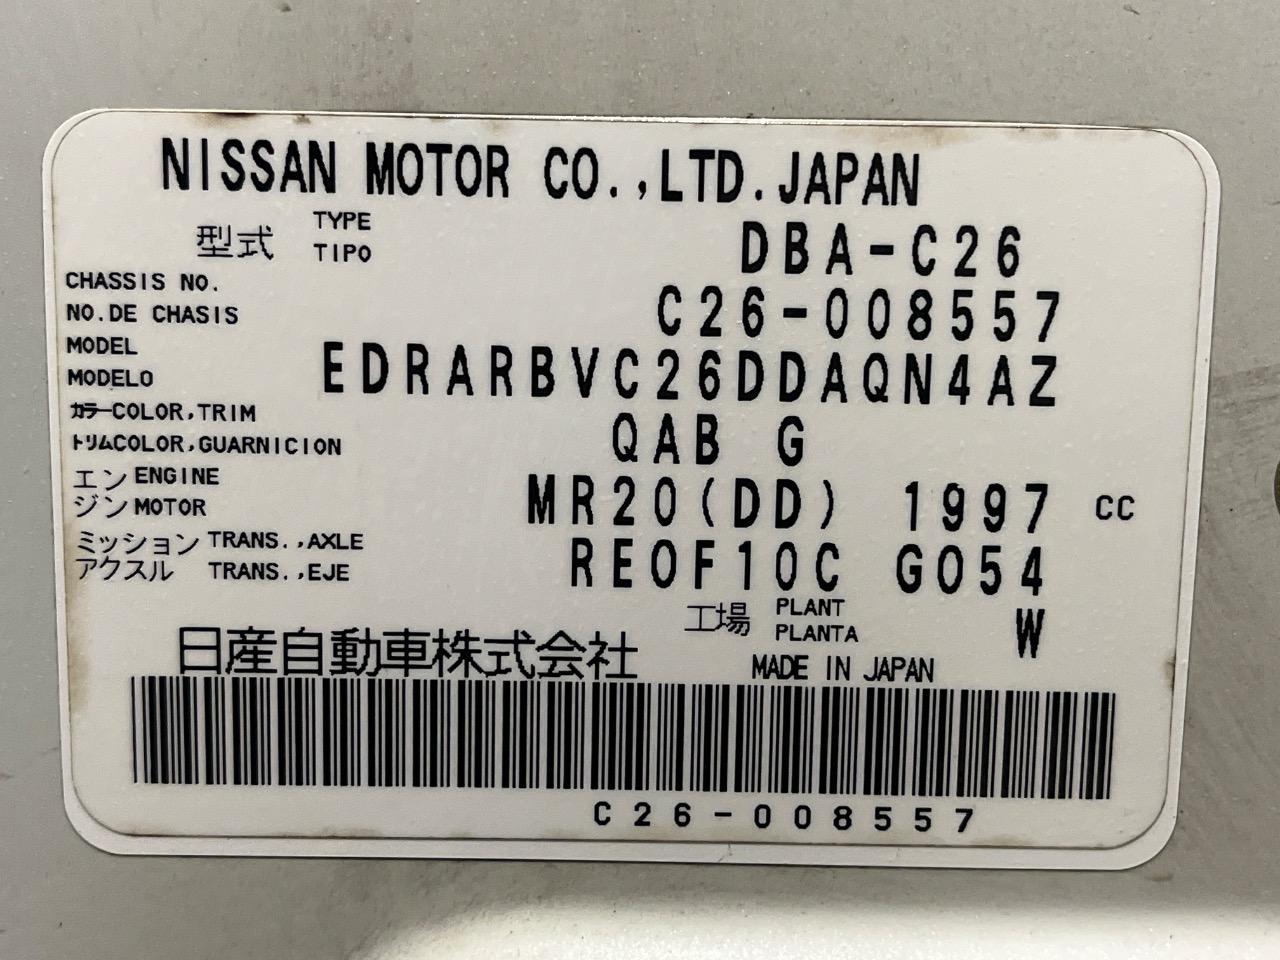 NISSAN MOTOR CO.,LTD.JAPAN
型式 TYPE TIPO DBA-C26
CHASSIS NO.
NO.DE CHASIS C26-008557
MODEL
MODELO EDRARBVC26DDAQN4AZ
カラーCOLOR,TRIM
トリムCOLOR,GUARNICION QAB G
エン ENGINE
ジン MOTOR MR20(DD) 1997 CC
ミッション TRANS.,AXLE
アクスル TRANS.,EJE RE0F10C G054
工場 PLANT PLANTA W
日産自動車株式会社 MADE IN JAPAN
C26-008557